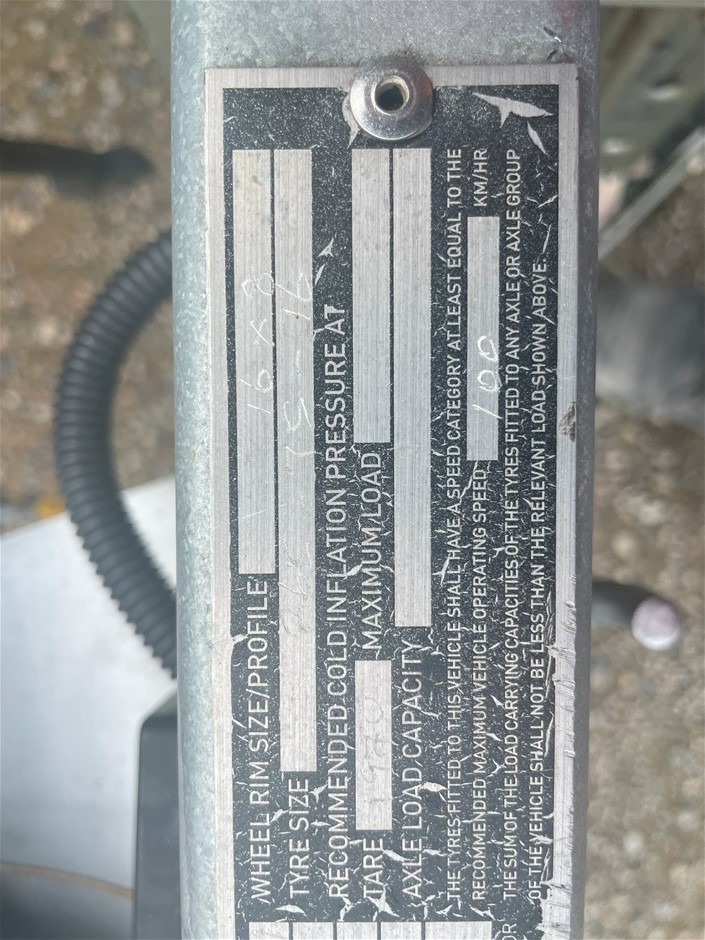 WHEEL RIM SIZE/PROFILE 16 x 8
TYRE SIZE
RECOMMENDED COLD INFLATION PRESSURE AT
TARE MAXIMUM LOAD
AXLE LOAD CAPACITY
THE TYRES FITTED TO THIS VEHICLE SHALL HAVE A SPEED CATEGORY AT LEAST EQUAL TO THE
RECOMMENDED MAXIMUM VEHICLE OPERATING SPEED 100 KM/HR
THE SUM OF THE LOAD CARRYING CAPACITIES OF THE TYRES FITTED TO ANY AXLE OR AXLE GROUP
OF THE VEHICLE SHALL NOT BE LESS THAN THE RELEVANT LOAD SHOWN ABOVE.